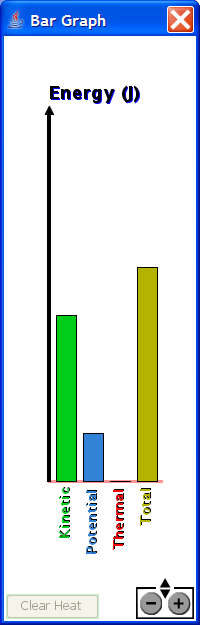 Bar Graph
Energy (J)
Kinetic
Potential
Thermal
Total
Clear Heat